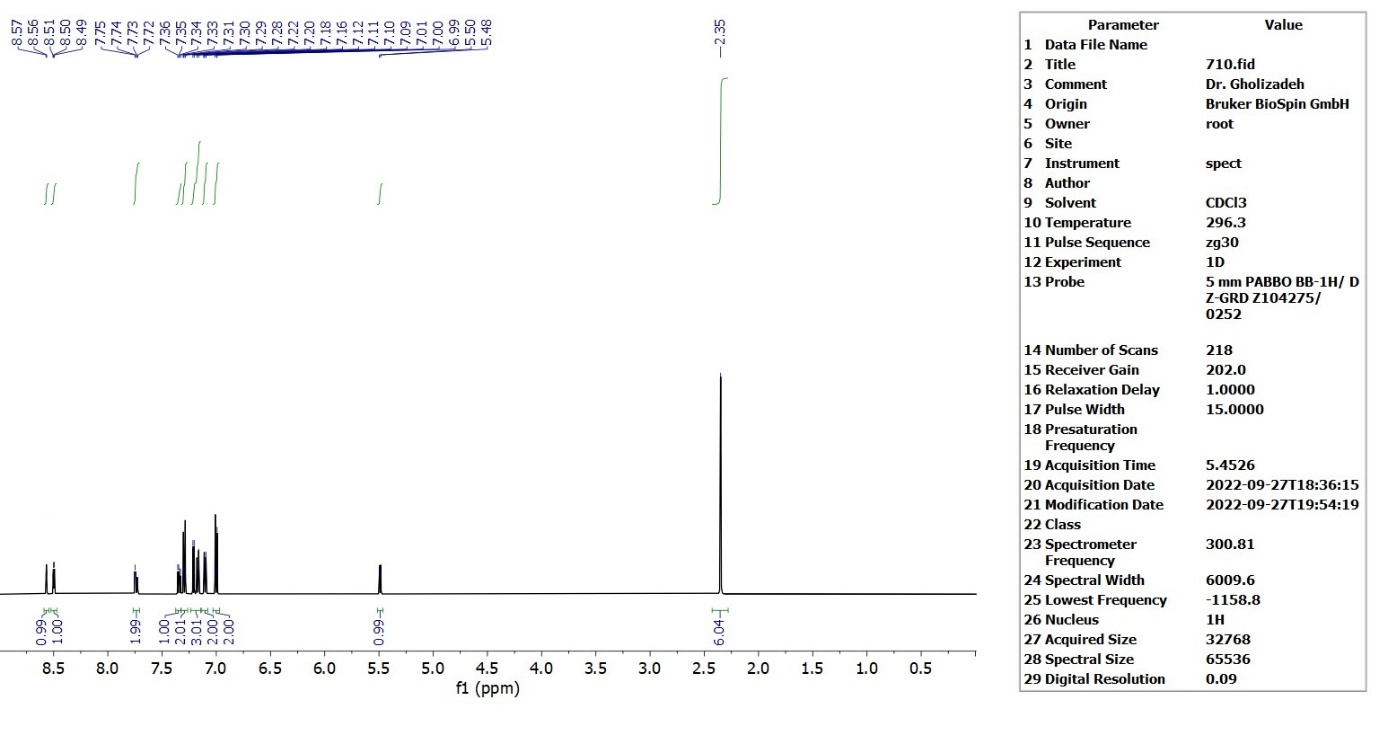 8.57
8.56
8.51
8.50
8.49
7.75
7.74
7.73
7.72
7.36
7.35
7.34
7.33
7.31
7.30
7.29
7.28
7.22
7.20
7.18
7.16
7.12
7.11
7.10
7.09
7.01
7.00
6.99
5.50
5.48
2.35
0.99
1.00
1.99
1.00
2.01
3.01
2.00
2.00
0.99
6.04
8.5 8.0 7.5 7.0 6.5 6.0 5.5 5.0 4.5 4.0 3.5 3.0 2.5 2.0 1.5 1.0 0.5
f1 (ppm)
Parameter Value
1 Data File Name
2 Title 710.fid
3 Comment Dr. Gholizadeh
4 Origin Bruker BioSpin GmbH
5 Owner root
6 Site
7 Instrument spect
8 Author
9 Solvent CDCl3
10 Temperature 296.3
11 Pulse Sequence zg30
12 Experiment 1D
13 Probe 5 mm PABBO BB-1H/ D
Z-GRD Z104275/
0252
14 Number of Scans 218
15 Receiver Gain 202.0
16 Relaxation Delay 1.0000
17 Pulse Width 15.0000
18 Presaturation
Frequency
19 Acquisition Time 5.4526
20 Acquisition Date 2022-09-27T18:36:15
21 Modification Date 2022-09-27T19:54:19
22 Class
23 Spectrometer 300.81
Frequency
24 Spectral Width 6009.6
25 Lowest Frequency -1158.8
26 Nucleus 1H
27 Acquired Size 32768
28 Spectral Size 65536
29 Digital Resolution 0.09